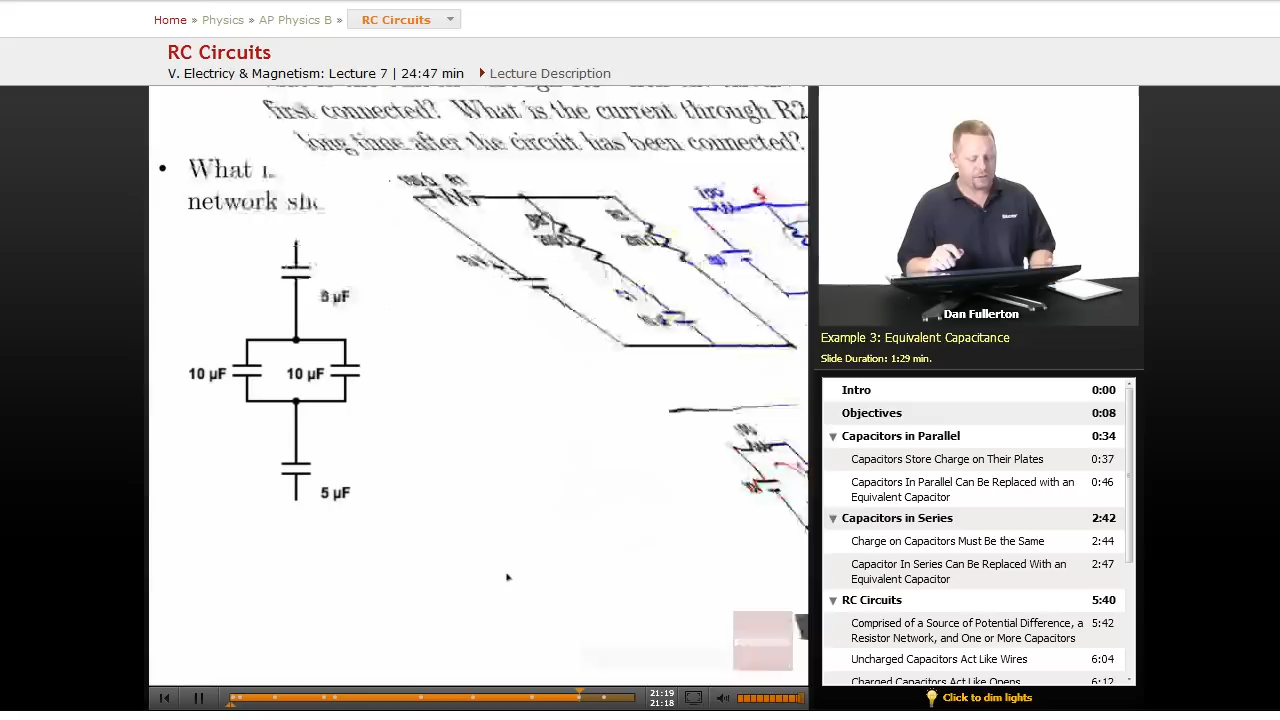 Home » Physics » AP Physics B » RC Circuits
RC Circuits
V. Electricy & Magnetism: Lecture 7 | 24:47 min Lecture Description
first connected? What is the current through R2
long time after the circuit has been connected?
• What
network
5 µF
10 µF 10 µF
5 µF
Dan Fullerton
Example 3: Equivalent Capacitance
Slide Duration: 1:29 min.
Intro 0:00
Objectives 0:08
Capacitors in Parallel 0:34
Capacitors Store Charge on Their Plates 0:37
Capacitors In Parallel Can Be Replaced with an 0:46
Equivalent Capacitor
Capacitors in Series 2:42
Charge on Capacitors Must Be the Same 2:44
Capacitor In Series Can Be Replaced With an 2:47
Equivalent Capacitor
RC Circuits 5:40
Comprised of a Source of Potential Difference, a 5:42
Resistor Network, and One or More Capacitors
Uncharged Capacitors Act Like Wires 6:04
Charged Capacitors Act Like Opens 6:12
21:19
21:18
Click to dim lights